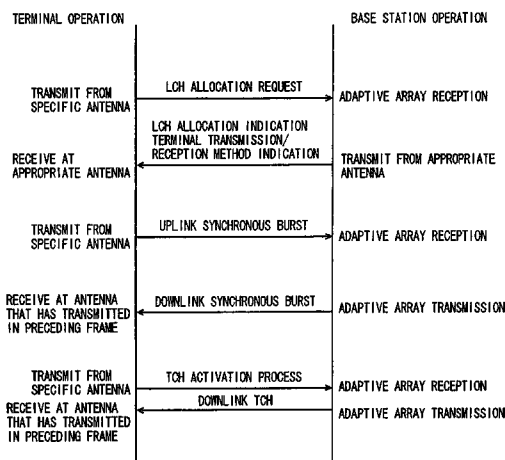 TERMINAL OPERATION
BASE STATION OPERATION
LCH ALLOCATION REQUEST
TRANSMIT FROM
SPECIFIC ANTENNA
ADAPTIVE ARRAY RECEPTION
LCH ALLOCATION INDICATION
TERMINAL TRANSMISSION/
RECEPTION METHOD INDICATION
RECEIVE AT
APPROPRIATE ANTENNA
TRANSMIT FROM APPROPRIATE
ANTENNA
UPLINK SYNCHRONOUS BURST
TRANSMIT FROM
SPECIFIC ANTENNA
ADAPTIVE ARRAY RECEPTION
DOWNLINK SYNCHRONOUS BURST
RECEIVE AT ANTENNA
THAT HAS TRANSMITTED
IN PRECEDING FRAME
ADAPTIVE ARRAY TRANSMISSION
TCH ACTIVATION PROCESS
TRANSMIT FROM
SPECIFIC ANTENNA
ADAPTIVE ARRAY RECEPTION
DOWNLINK TCH
RECEIVE AT ANTENNA
THAT HAS TRANSMITTED
IN PRECEDING FRAME
ADAPTIVE ARRAY TRANSMISSION